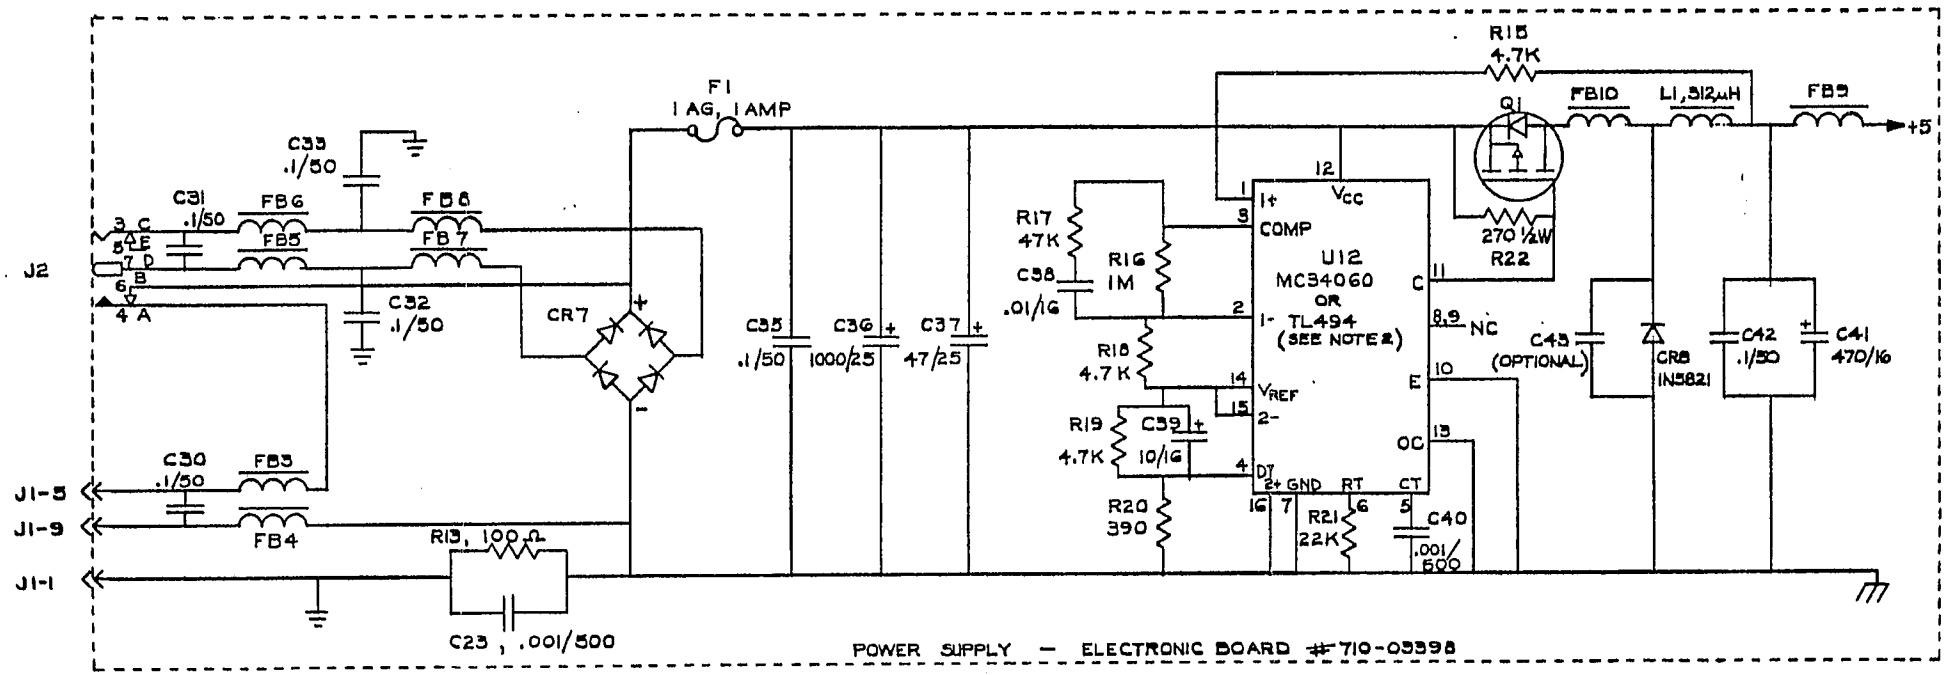 R15
4.7K
F1
1 AG, 1 AMP
Q1
FB10
L1, 312µH
FB9
+5
C33
.1/50
C31
.1/50
FB6
FB8
FB5
FB7
3 C
5 E
7 D
6 B
4 A
J2
C32
.1/50
CR7
+
-
C35
.1/50
C36
1000/25
+
C37
47/25
+
R17
47K
C38
.01/16
R16
1M
R18
4.7K
R19
4.7K
C39
10/16
+
R20
390
12
VCC
1
1+
3
COMP
U12
MC34060
OR
TL494
(SEE NOTE 2)
2
1-
14
VREF
15
2-
4
DT
2+
GND
RT
CT
16
7
6
5
C
11
8,9
NC
E
10
OC
13
R21
22K
C40
.001/
500
270 1/2W
R22
C43
(OPTIONAL)
CR8
1N5821
C42
.1/50
+
C41
470/16
C30
.1/50
FB3
J1-5
J1-9
FB4
R13, 100Ω
J1-1
C23, .001/500
POWER SUPPLY - ELECTRONIC BOARD # 710-03398